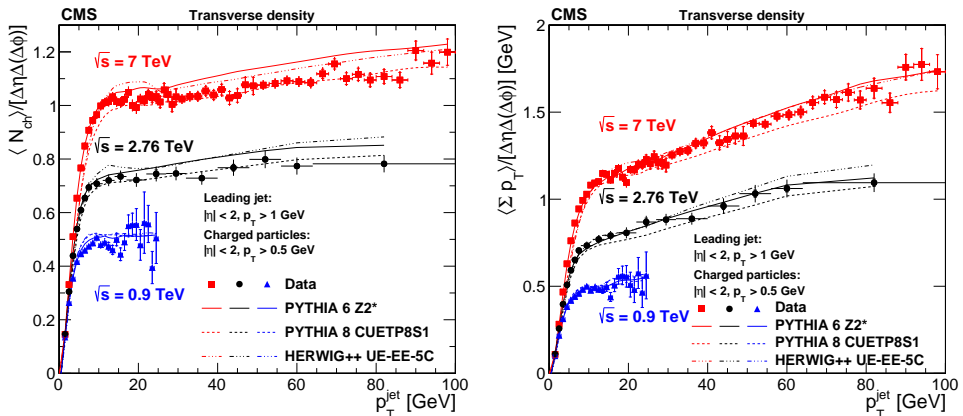 CMS Transverse density
⟨ N_ch⟩/[ΔηΔ(Δϕ)]
1.2
1
0.8
0.6
0.4
0.2
0
√s = 7 TeV
√s = 2.76 TeV
√s = 0.9 TeV
Leading jet:
|η| < 2, p_T > 1 GeV
Charged particles:
|η| < 2, p_T > 0.5 GeV
Data
PYTHIA 6 Z2*
PYTHIA 8 CUETP8S1
HERWIG++ UE-EE-5C
0 20 40 60 80 100
p_T^jet [GeV]
CMS Transverse density
⟨Σ p_T⟩/[ΔηΔ(Δϕ)] [GeV]
2
1.5
1
0.5
0
√s = 7 TeV
√s = 2.76 TeV
√s = 0.9 TeV
Leading jet:
|η| < 2, p_T > 1 GeV
Charged particles:
|η| < 2, p_T > 0.5 GeV
Data
PYTHIA 6 Z2*
PYTHIA 8 CUETP8S1
HERWIG++ UE-EE-5C
0 20 40 60 80 100
p_T^jet [GeV]